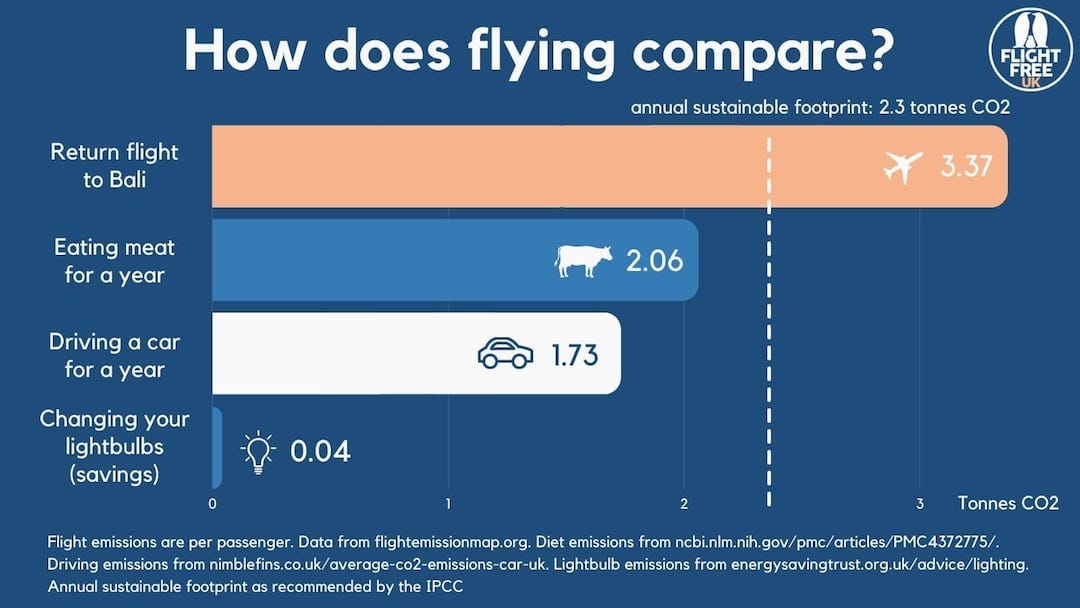 How does flying compare?
FLIGHT
FREE
UK
annual sustainable footprint: 2.3 tonnes CO2
Return flight
to Bali
3.37
Eating meat
for a year
2.06
Driving a car
for a year
1.73
Changing your
lightbulbs
(savings)
0.04
0 1 2 3 Tonnes CO2
Flight emissions are per passenger. Data from flightemissionmap.org. Diet emissions from ncbi.nlm.nih.gov/pmc/articles/PMC4372775/.
Driving emissions from nimblefins.co.uk/average-co2-emissions-car-uk. Lightbulb emissions from energysavingtrust.org.uk/advice/lighting.
Annual sustainable footprint as recommended by the IPCC